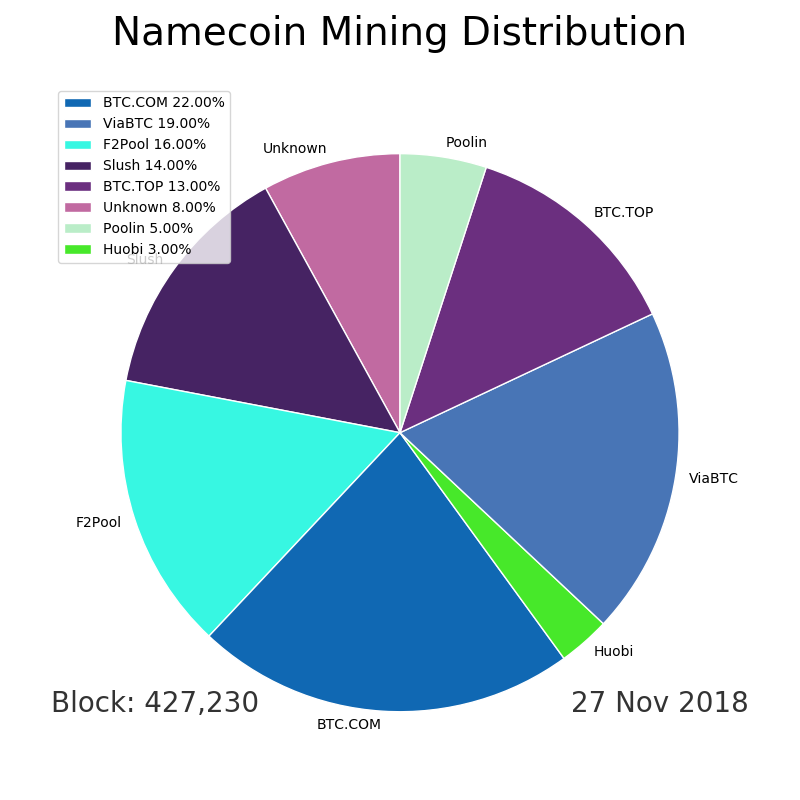 Namecoin Mining Distribution
BTC.COM 22.00%
ViaBTC 19.00%
F2Pool 16.00%
Slush 14.00%
BTC.TOP 13.00%
Unknown 8.00%
Poolin 5.00%
Huobi 3.00%
Unknown
Poolin
BTC.TOP
Slush
ViaBTC
F2Pool
Huobi
BTC.COM
Block: 427,230
27 Nov 2018